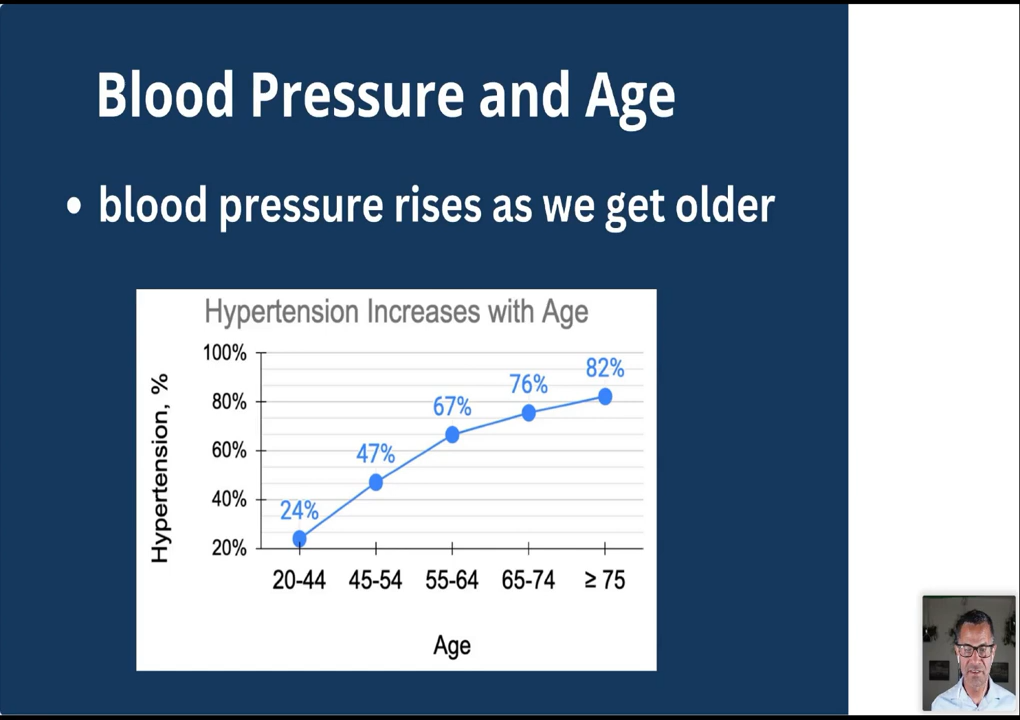 Blood Pressure and Age
• blood pressure rises as we get older
Hypertension Increases with Age
Hypertension, %
100%
80%
60%
40%
20%
24%
47%
67%
76%
82%
20-44 45-54 55-64 65-74 ≥ 75
Age